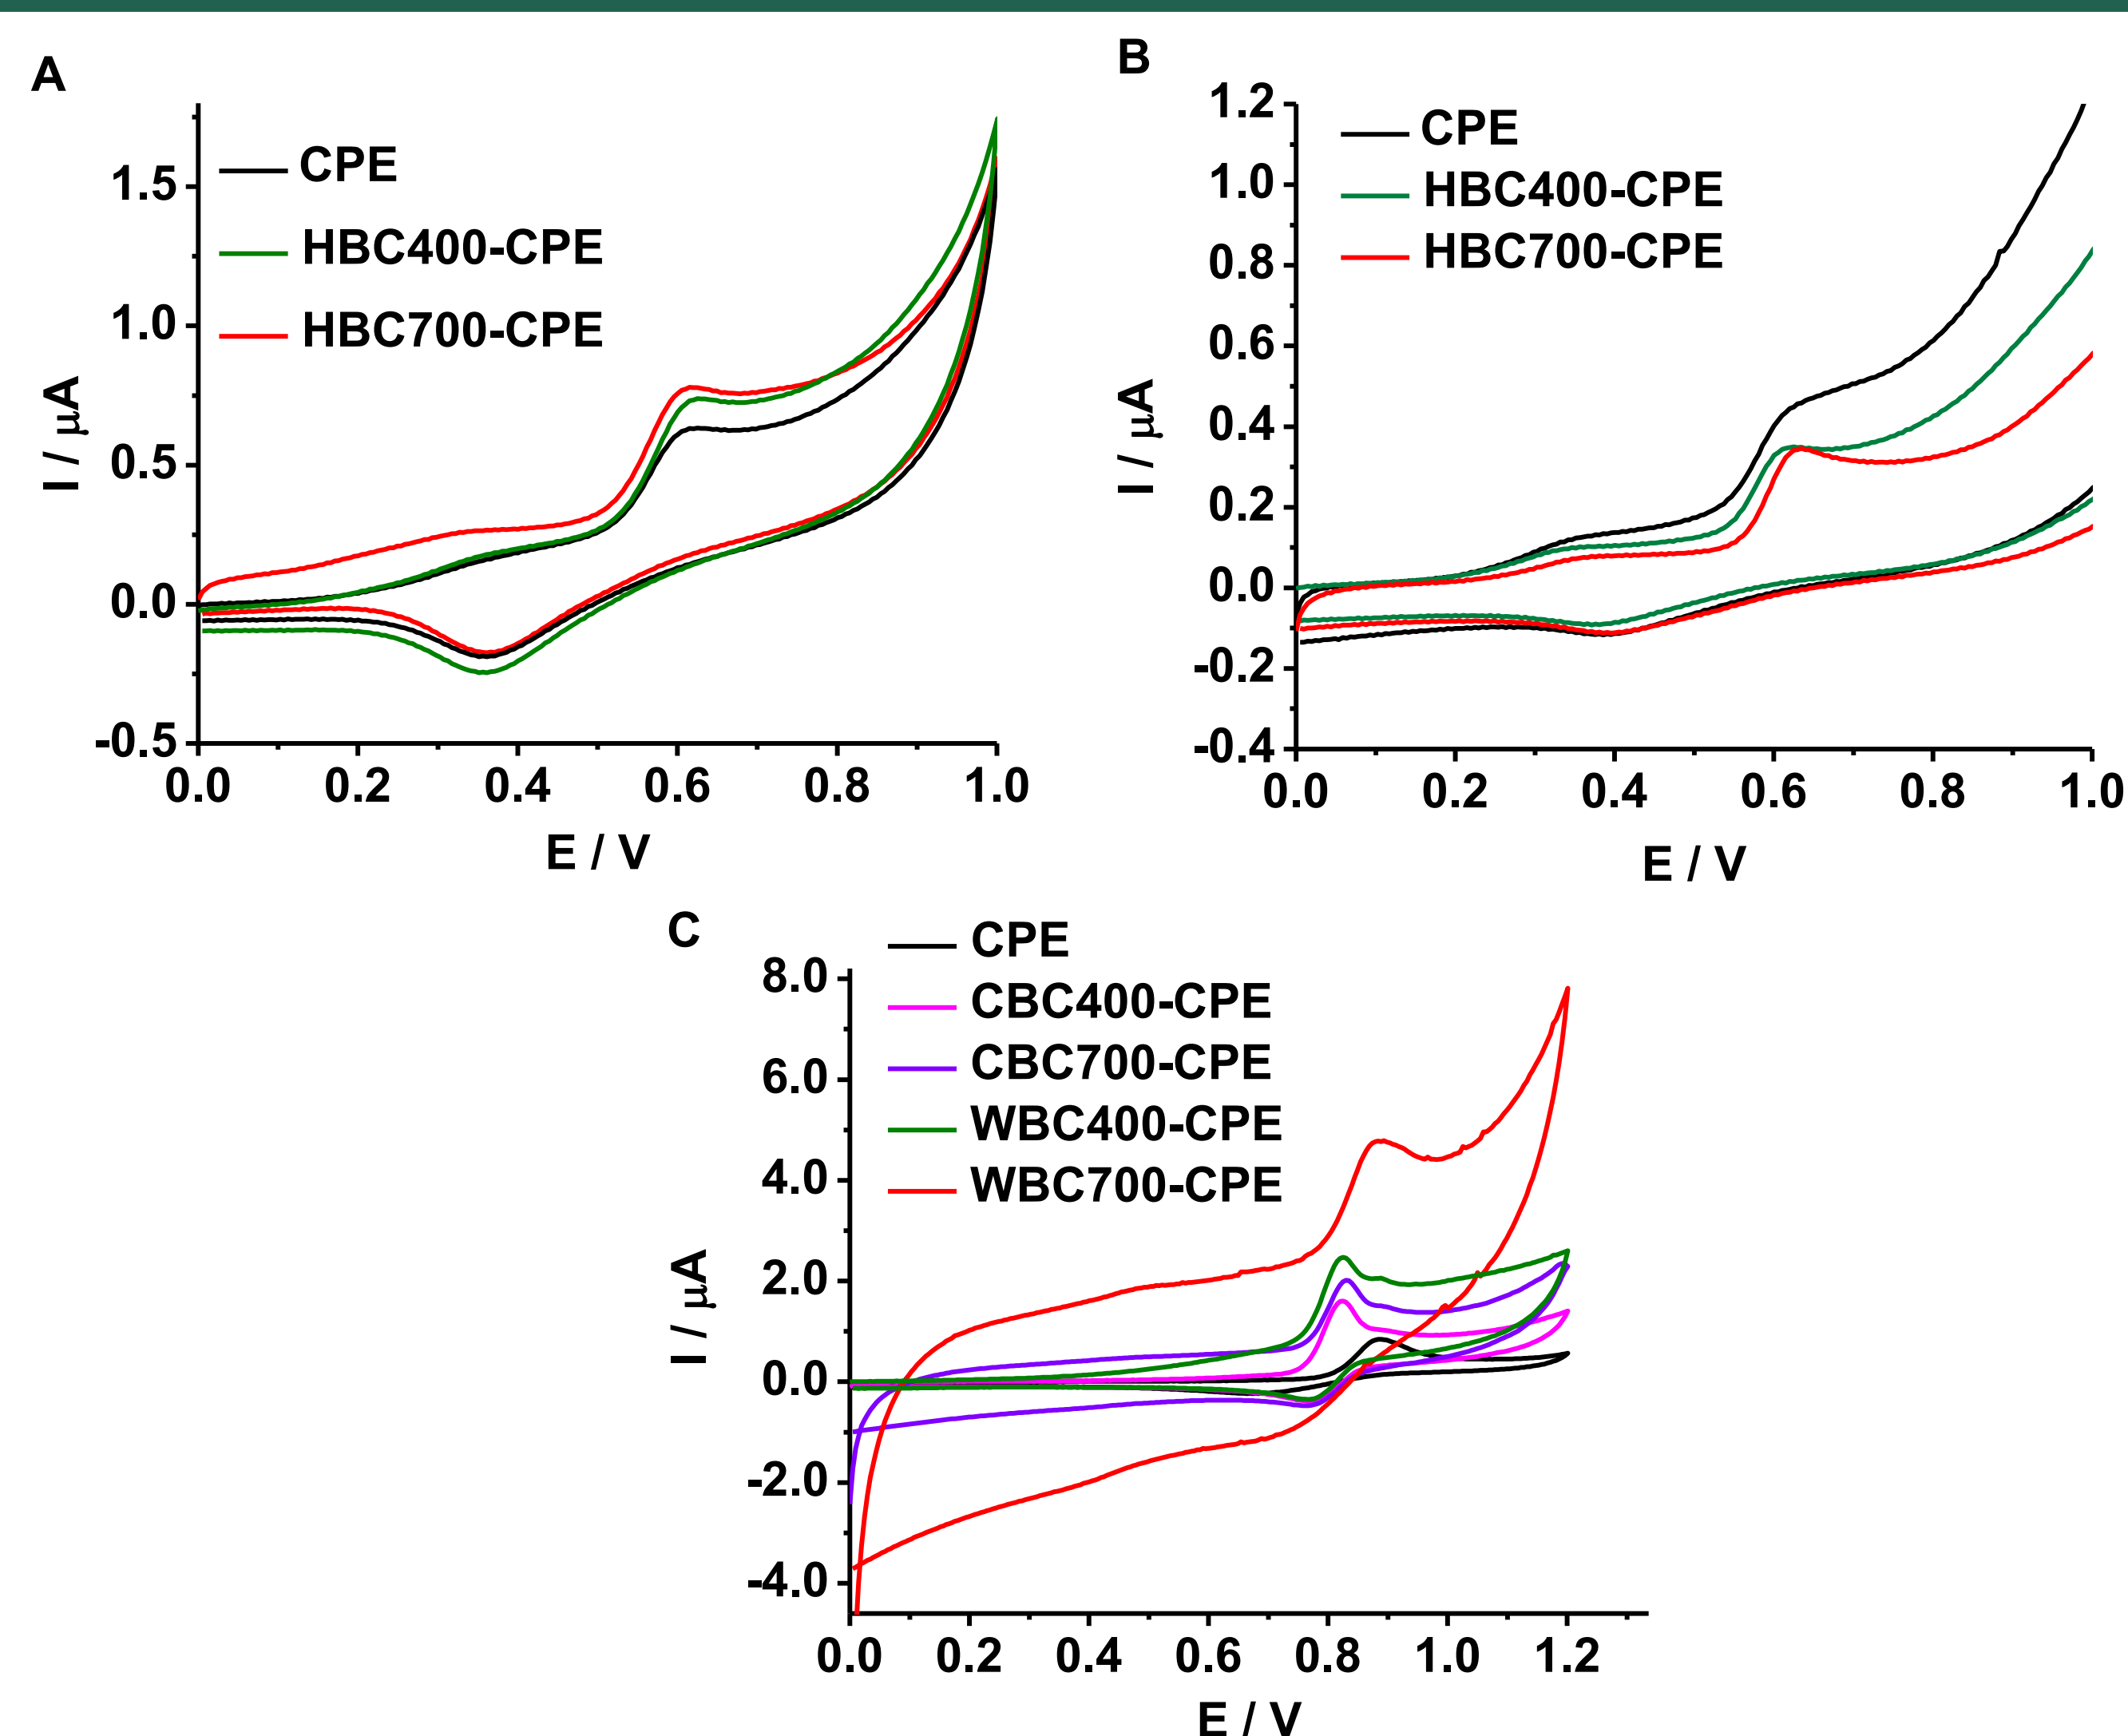 A
CPE
HBC400-CPE
HBC700-CPE
1.5
1.0
0.5
0.0
-0.5
I / μA
0.0 0.2 0.4 0.6 0.8 1.0
E / V
B
CPE
HBC400-CPE
HBC700-CPE
1.2
1.0
0.8
0.6
0.4
0.2
0.0
-0.2
-0.4
I / μA
0.0 0.2 0.4 0.6 0.8 1.0
E / V
C
CPE
CBC400-CPE
CBC700-CPE
WBC400-CPE
WBC700-CPE
8.0
6.0
4.0
2.0
0.0
-2.0
-4.0
I / μA
0.0 0.2 0.4 0.6 0.8 1.0 1.2
E / V